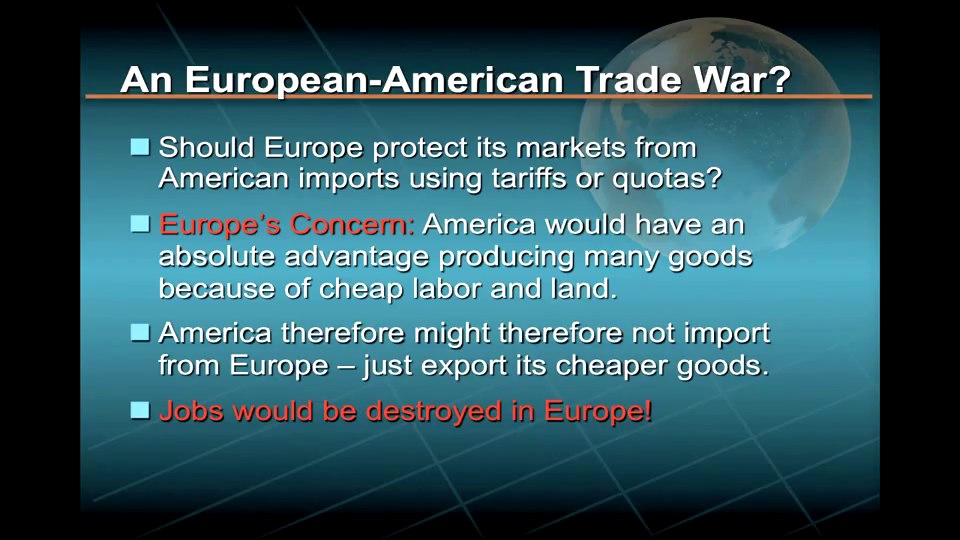 An European-American Trade War?
Should Europe protect its markets from
American imports using tariffs or quotas?
Europe's Concern: America would have an
absolute advantage producing many goods
because of cheap labor and land.
America therefore might therefore not import
from Europe – just export its cheaper goods.
Jobs would be destroyed in Europe!